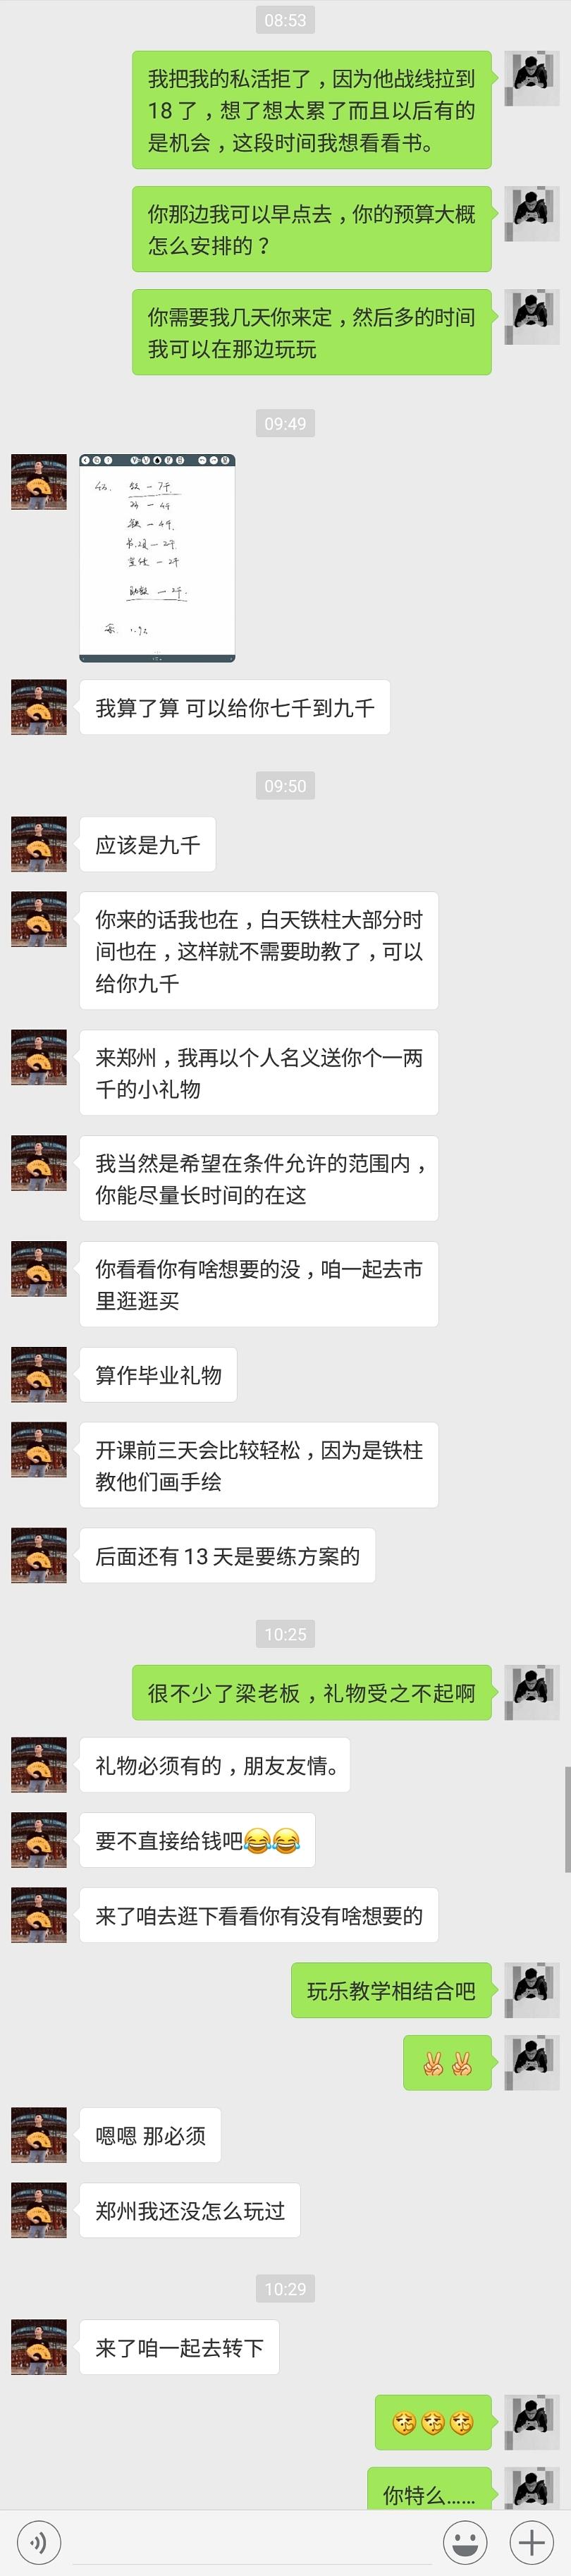 08:53
我把我的私活拒了，因为他战线拉到
18 了，想了想太累了而且以后有的
是机会，这段时间我想看看书。
你那边我可以早点去，你的预算大概
怎么安排的？
你需要我几天你来定，然后多的时间
我可以在那边玩玩
09:49
我算了算 可以给你七千到九千
09:50
应该是九千
你来的话我也在，白天铁柱大部分时
间也在，这样就不需要助教了，可以
给你九千
来郑州，我再以个人名义送你个一两
千的小礼物
我当然是希望在条件允许的范围内，
你能尽量长时间的在这
你看看你有啥想要的没，咱一起去市
里逛逛买
算作毕业礼物
开课前三天会比较轻松，因为是铁柱
教他们画手绘
后面还有 13 天是要练方案的
10:25
很不少了梁老板，礼物受之不起啊
礼物必须有的，朋友友情。
要不直接给钱吧😂😂
来了咱去逛下看看你有没有啥想要的
玩乐教学相结合吧
✌✌
嗯嗯 那必须
郑州我还没怎么玩过
10:29
来了咱一起去转下
你特么……